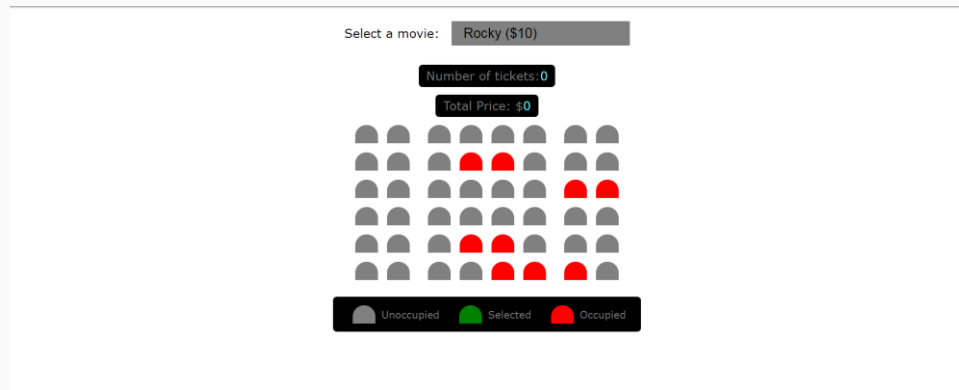 Select a movie: Rocky ($10)
Number of tickets:0
Total Price: $0
Unoccupied Selected Occupied